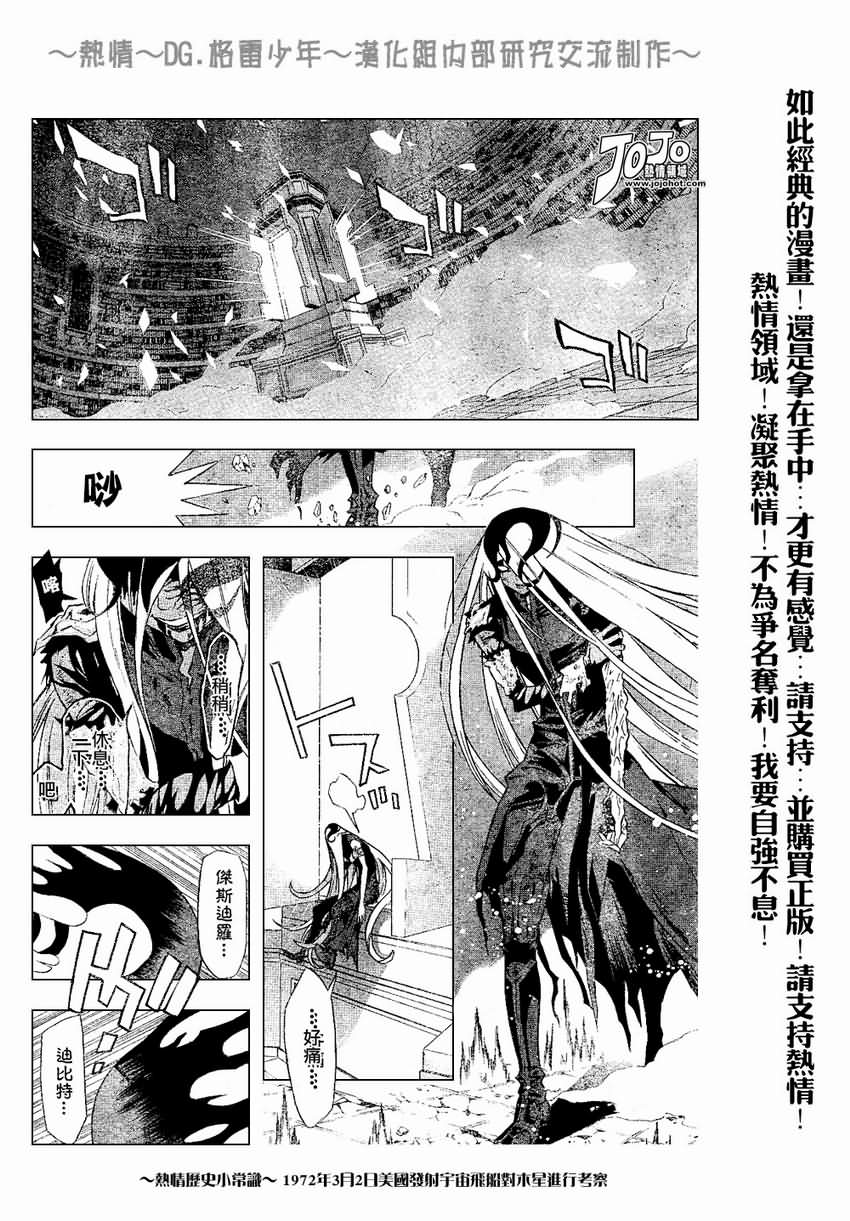 ～熱情～DG.格雷少年～漢化組內部研究交流制作～
如此經典的漫畫！還是拿在手中…才更有感覺…請支持…並購買正版！請支持熱情！
熱情領域！凝聚熱情！不為爭名奪利！我要自強不息！
JOJO
熱情領域
www.jojohot.com
ゴ
ゴ
ゴ
唦
ドス
喀
…稍稍…
休息…
一下…
吧
…好痛…
傑斯迪羅…
迪比特…
～熱情歷史小常識～ 1972年3月2日美國發射宇宙飛船對木星進行考察